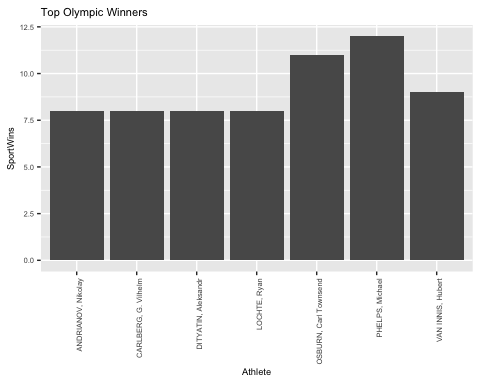 Top Olympic Winners
12.5
10.0
7.5
5.0
2.5
0.0
SportWins
ANDRIANOV, Nikolay
CARLBERG, G. Vilhelm
DITYATIN, Aleksandr
LOCHTE, Ryan
OSBURN, Carl Townsend
PHELPS, Michael
VAN INNIS, Hubert
Athlete